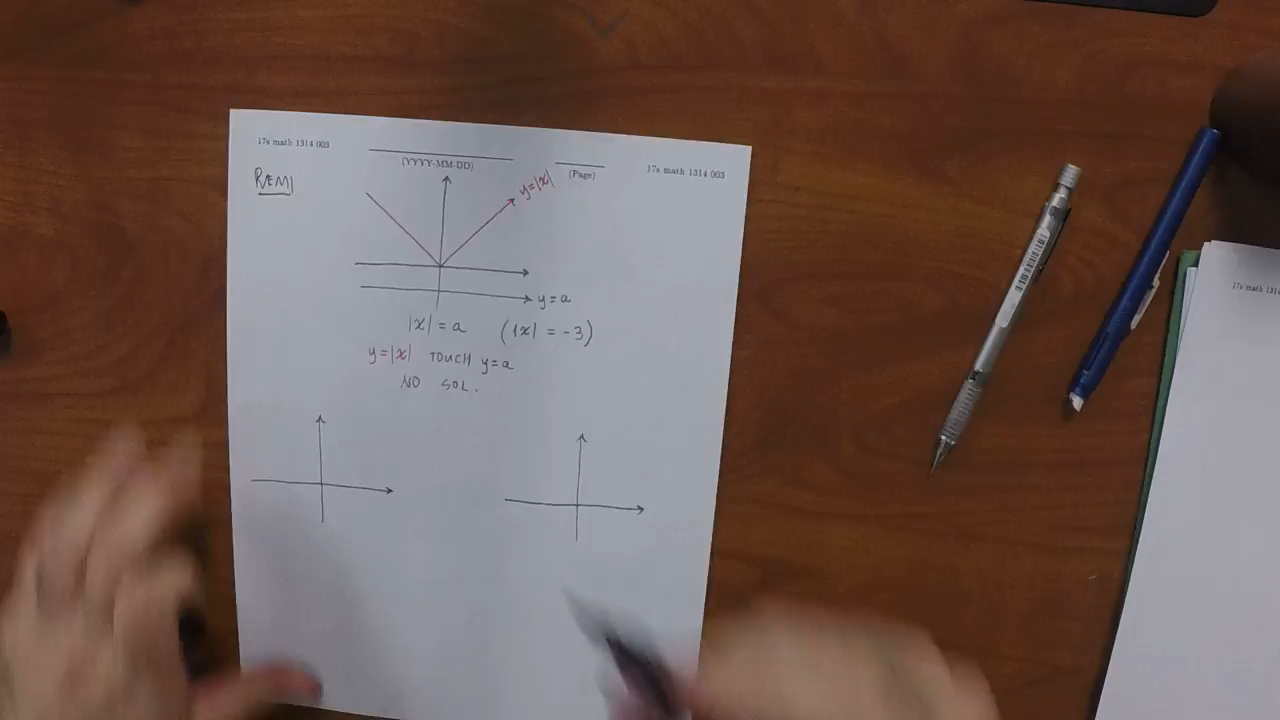 17s math 1314 003
(YYYY-MM-DD)
(Page)
17s math 1314 003
REM
y=|x|
y=a
|x| = a (|x| = -3)
y=|x| TOUCH y=a
NO SOL.
17s math 1314